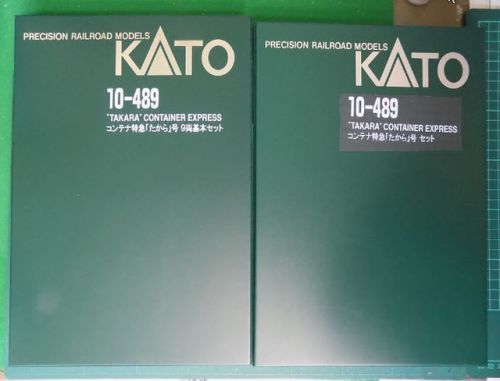 PRECISION RAILROAD MODELS
KATO
10-489
"TAKARA" CONTAINER EXPRESS
コンテナ特急「たから」号 9両基本セット
PRECISION RAILROAD MODELS
KATO
10-489
"TAKARA" CONTAINER EXPRESS
コンテナ特急「たから」号 セット